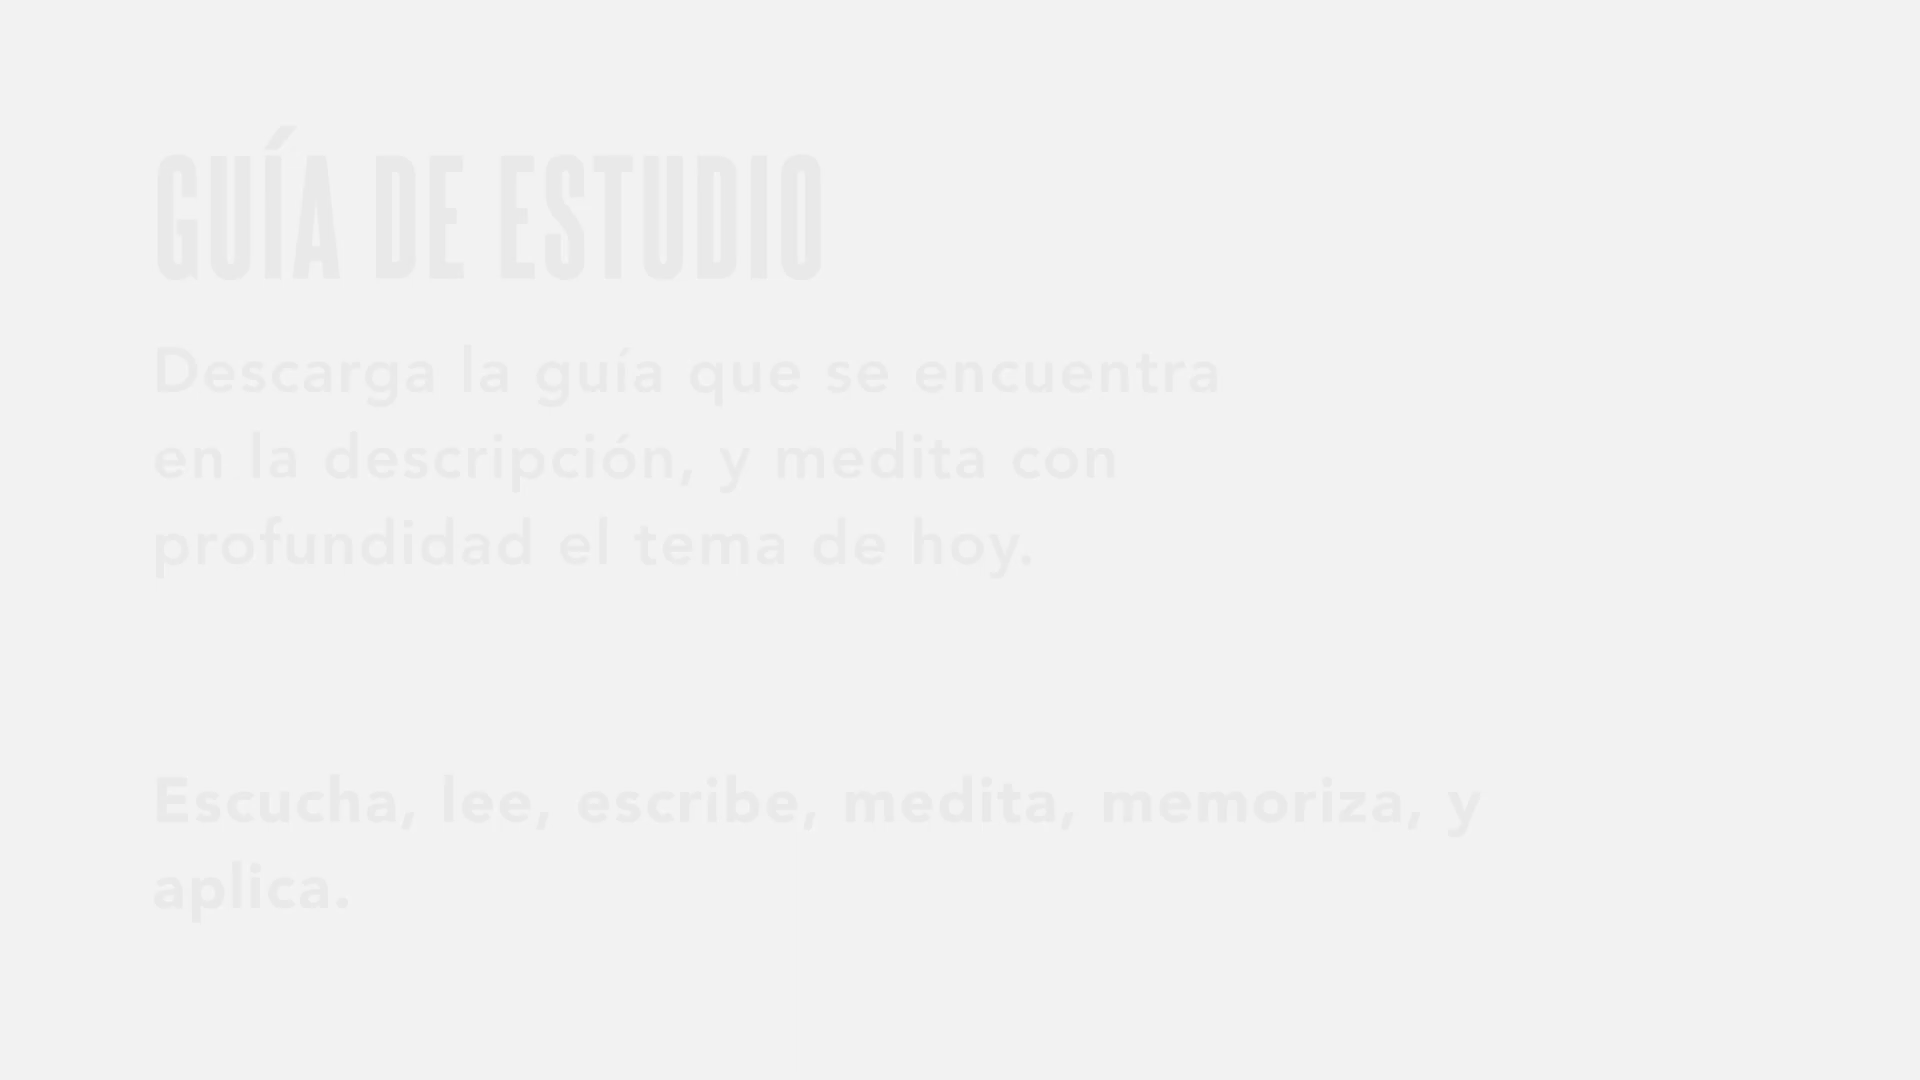 GUÍA DE ESTUDIO
Descarga la guía que se encuentra
en la descripción, y medita con
profundidad el tema de hoy.
Escucha, lee, escribe, medita, memoriza, y
aplica.